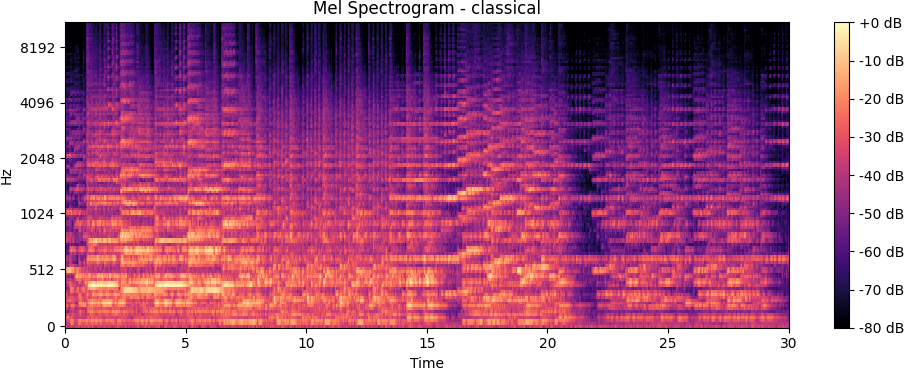 Mel Spectrogram - classical
Hz
8192
4096
2048
1024
512
0
0 5 10 15 20 25 30
Time
+0 dB
-10 dB
-20 dB
-30 dB
-40 dB
-50 dB
-60 dB
-70 dB
-80 dB